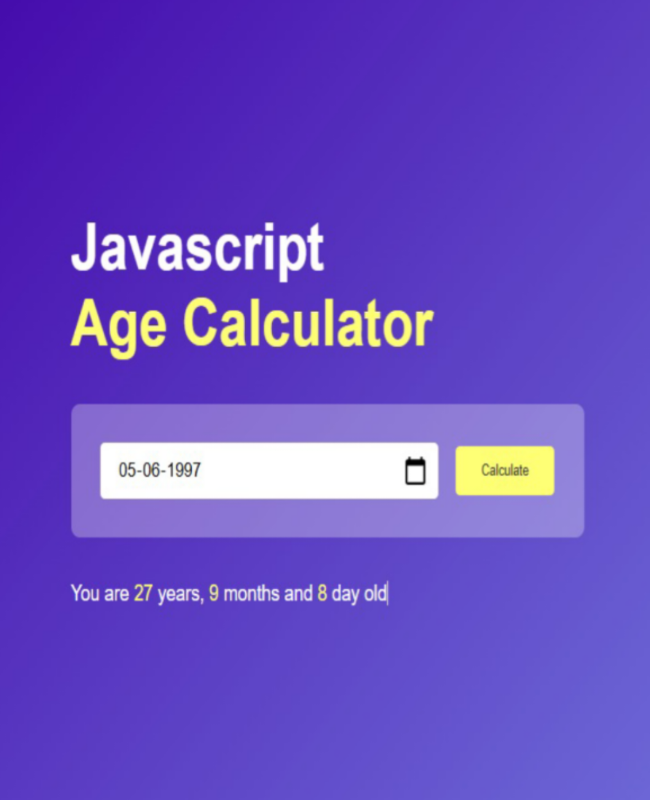 Javascript
Age Calculator
05-06-1997
Calculate
You are 27 years, 9 months and 8 day old